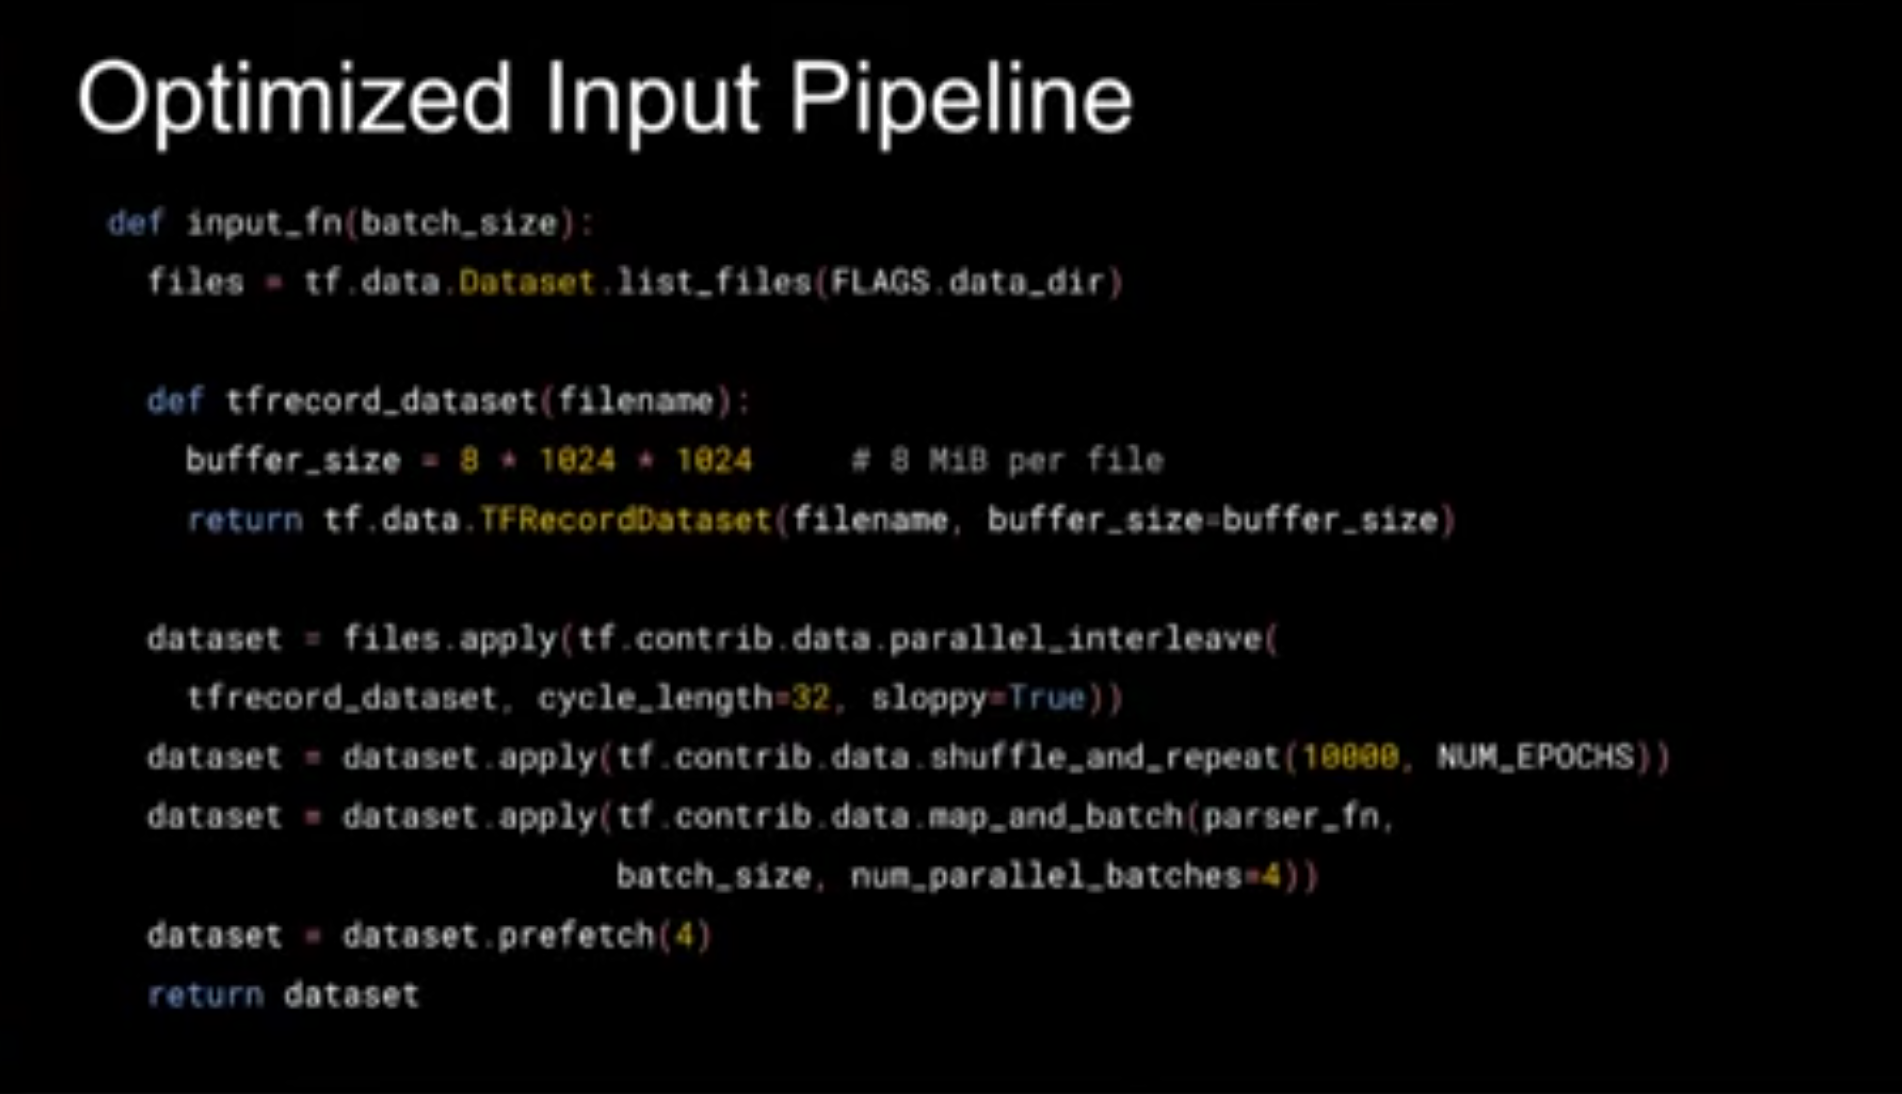 Optimized Input Pipeline
def input_fn(batch_size):
files = tf.data.Dataset.list_files(FLAGS.data_dir)
def tfrecord_dataset(filename):
buffer_size = 8 * 1024 * 1024 # 8 MiB per file
return tf.data.TFRecordDataset(filename, buffer_size=buffer_size)
dataset = files.apply(tf.contrib.data.parallel_interleave(
tfrecord_dataset, cycle_length=32, sloppy=True))
dataset = dataset.apply(tf.contrib.data.shuffle_and_repeat(10000, NUM_EPOCHS))
dataset = dataset.apply(tf.contrib.data.map_and_batch(parser_fn,
batch_size, num_parallel_batches=4))
dataset = dataset.prefetch(4)
return dataset